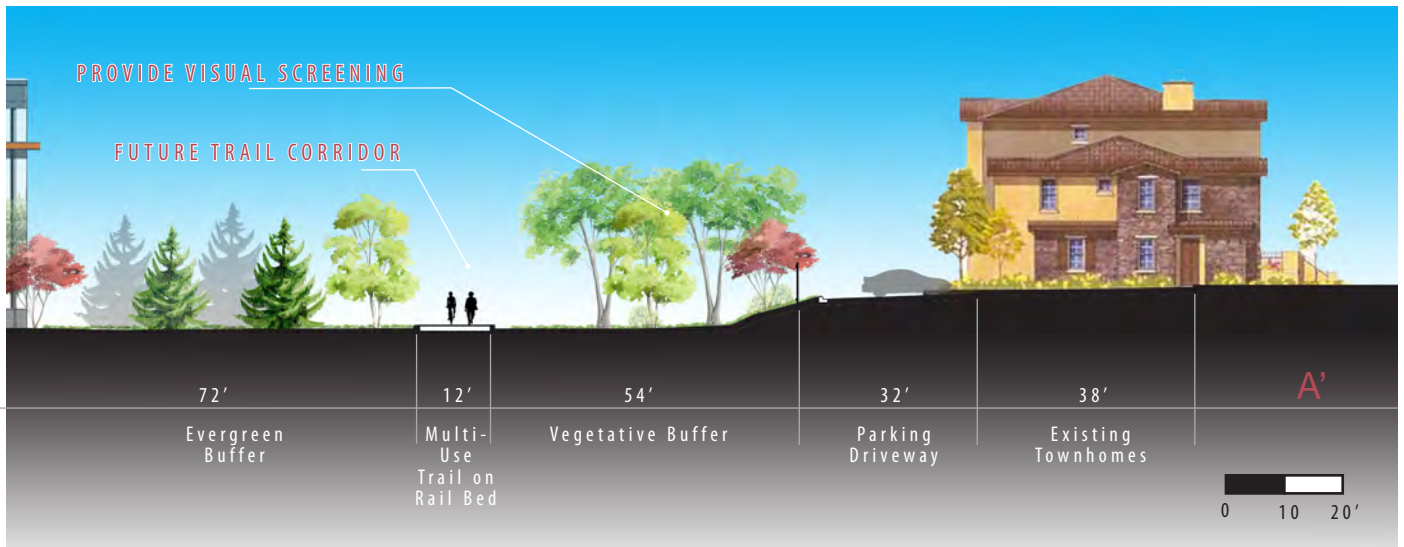 PROVIDE VISUAL SCREENING
FUTURE TRAIL CORRIDOR
72′
12′
54′
32′
38′
A’
Evergreen
Buffer
Multi-
Use
Trail on
Rail Bed
Vegetative Buffer
Parking
Driveway
Existing
Townhomes
0 10 20′